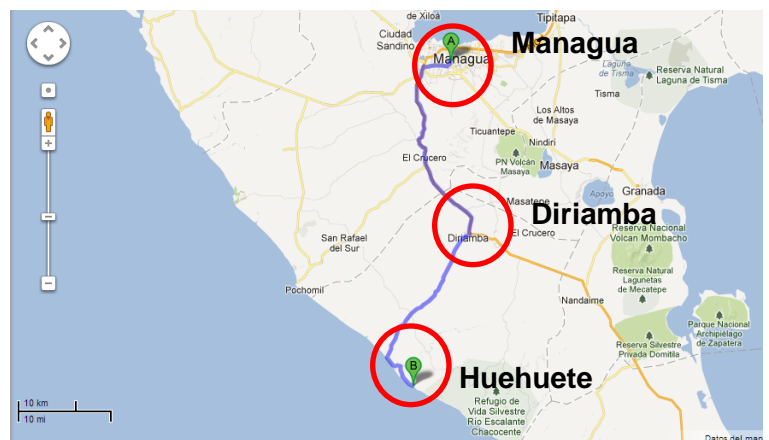 de Xiloá
Tipitapa
Ciudad
Sandino
A
Managua
Managua
Laguna
de Tisma
Reserva Natural
Laguna de Tisma
Tisma
Los Altos
de Masaya
Ticuantepe
Nindiri
El Crucero
PN Volcán
Masaya
Masaya
Apoyo
Granada
Masatepe
Diriamba
Diriamba
El Crucero
San Rafael
del Sur
Reserva Nacional
Volcan Mombacho
Reserva Natural
Lagunetas
de Mecatepe
Pochomil
Nandaime
Parque Nacional
Archipiélago
de Zapatera
Reserva Silvestre
Privada Domitila
B
Huehuete
Refugio de
Vida Silvestre
Río Escalante
Chacocente
10 km
10 mi
Datos del map